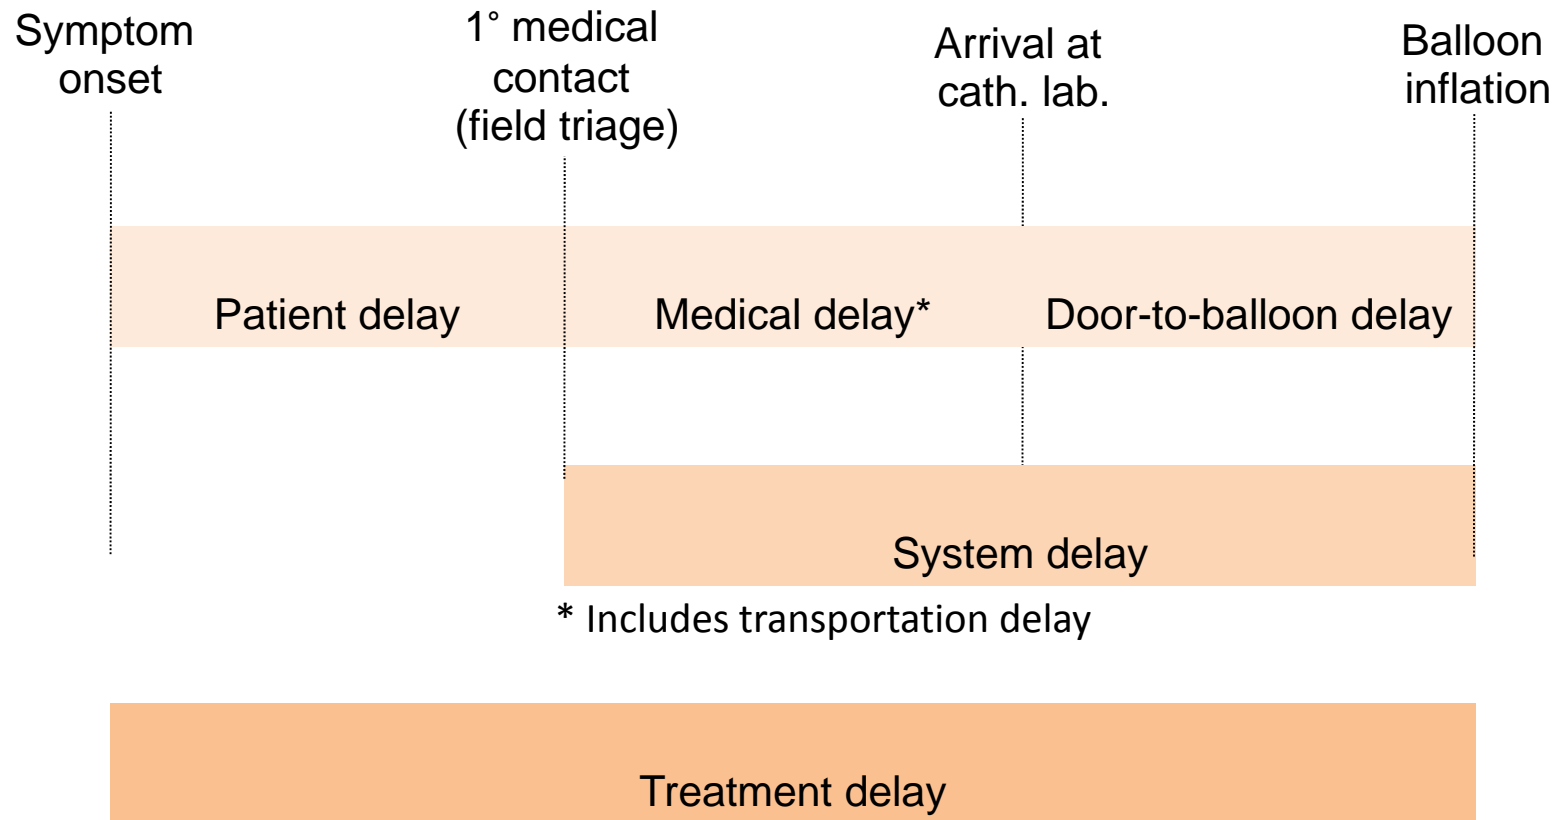 Symptom
onset
1° medical
contact
(field triage)
Arrival at
cath. lab.
Balloon
inflation
Patient delay
Medical delay*
Door-to-balloon delay
System delay
* Includes transportation delay
Treatment delay